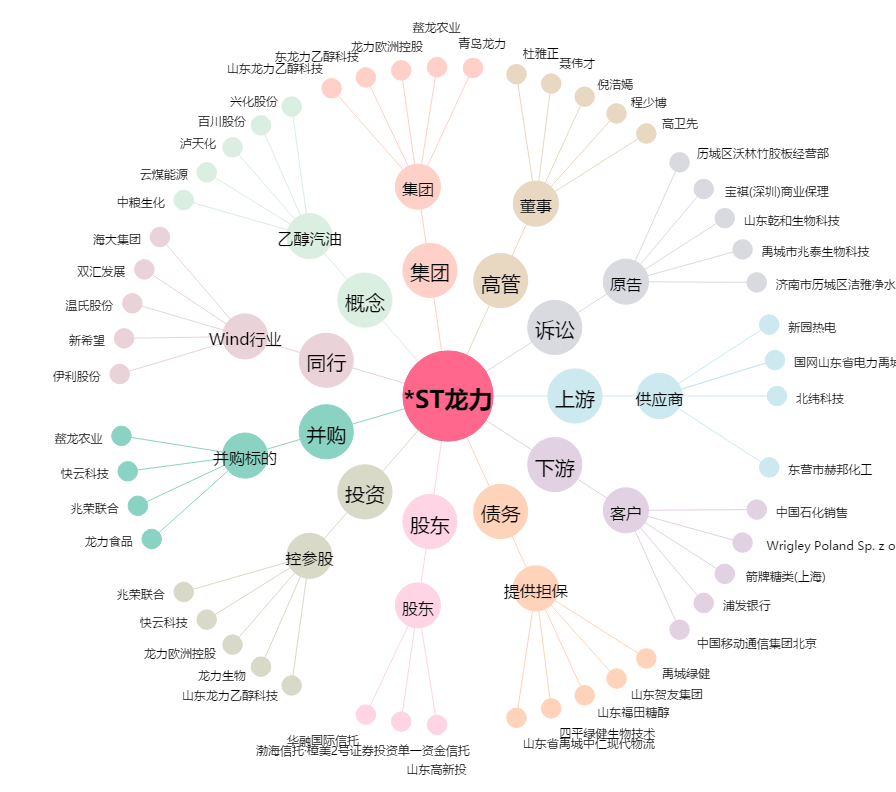 *ST龙力
集团
集团
山东龙力乙醇科技
东龙力乙醇科技
龙力欧洲控股
盩龙农业
青岛龙力
高管
董事
杜雅正
聂伟才
倪浩嫣
程少博
高卫先
诉讼
原告
历城区沃林竹胶板经营部
宝祺(深圳)商业保理
山东乾和生物科技
禹城市兆泰生物科技
济南市历城区洁雅净水
上游
供应商
新园热电
国网山东省电力禹城
北纬科技
东营市赫邦化工
下游
客户
中国石化销售
Wrigley Poland Sp. z o
箭牌糖类(上海)
浦发银行
中国移动通信集团北京
债务
提供担保
禹城绿健
山东贺友集团
山东福田糖醇
四平绿健生物技术
山东省禹城中仁现代物流
股东
股东
华融国际信托
渤海信托·樟美2号证券投资单一资金信托
山东高新投
投资
控参股
兆荣联合
快云科技
龙力欧洲控股
龙力生物
山东龙力乙醇科技
并购
并购标的
盩龙农业
快云科技
兆荣联合
龙力食品
同行
Wind行业
海大集团
双汇发展
温氏股份
新希望
伊利股份
概念
乙醇汽油
兴化股份
百川股份
泸天化
云煤能源
中粮生化